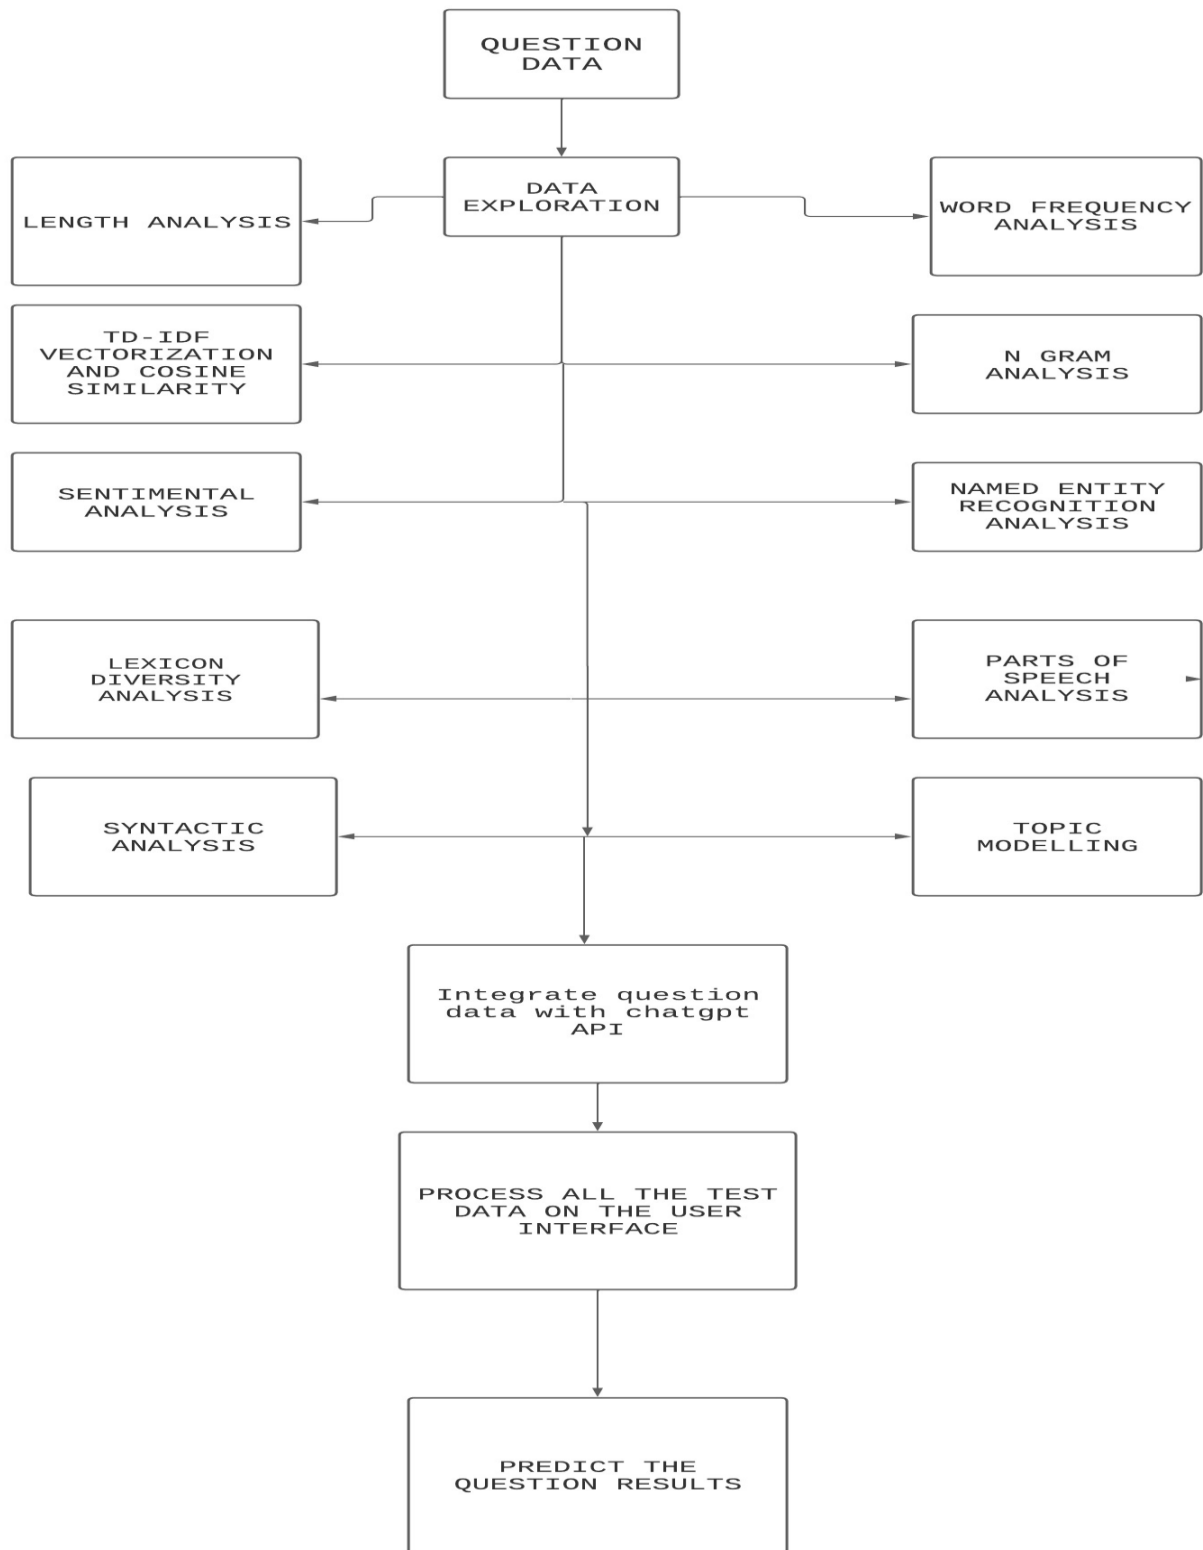 QUESTION
DATA
DATA
EXPLORATION
LENGTH ANALYSIS
WORD FREQUENCY
ANALYSIS
TD-IDF
VECTORIZATION
AND COSINE
SIMILARITY
N GRAM
ANALYSIS
SENTIMENTAL
ANALYSIS
NAMED ENTITY
RECOGNITION
ANALYSIS
LEXICON
DIVERSITY
ANALYSIS
PARTS OF
SPEECH
ANALYSIS
SYNTACTIC
ANALYSIS
TOPIC
MODELLING
Integrate question
data with chatgpt
API
PROCESS ALL THE TEST
DATA ON THE USER
INTERFACE
PREDICT THE
QUESTION RESULTS